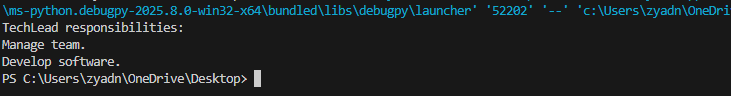 \ms-python.debugpy-2025.8.0-win32-x64\bundled\libs\debugpy\launcher' '52202' '--' 'c:\Users\zyadn\OneDriv
TechLead responsibilities:
Manage team.
Develop software.
PS C:\Users\zyadn\OneDrive\Desktop>